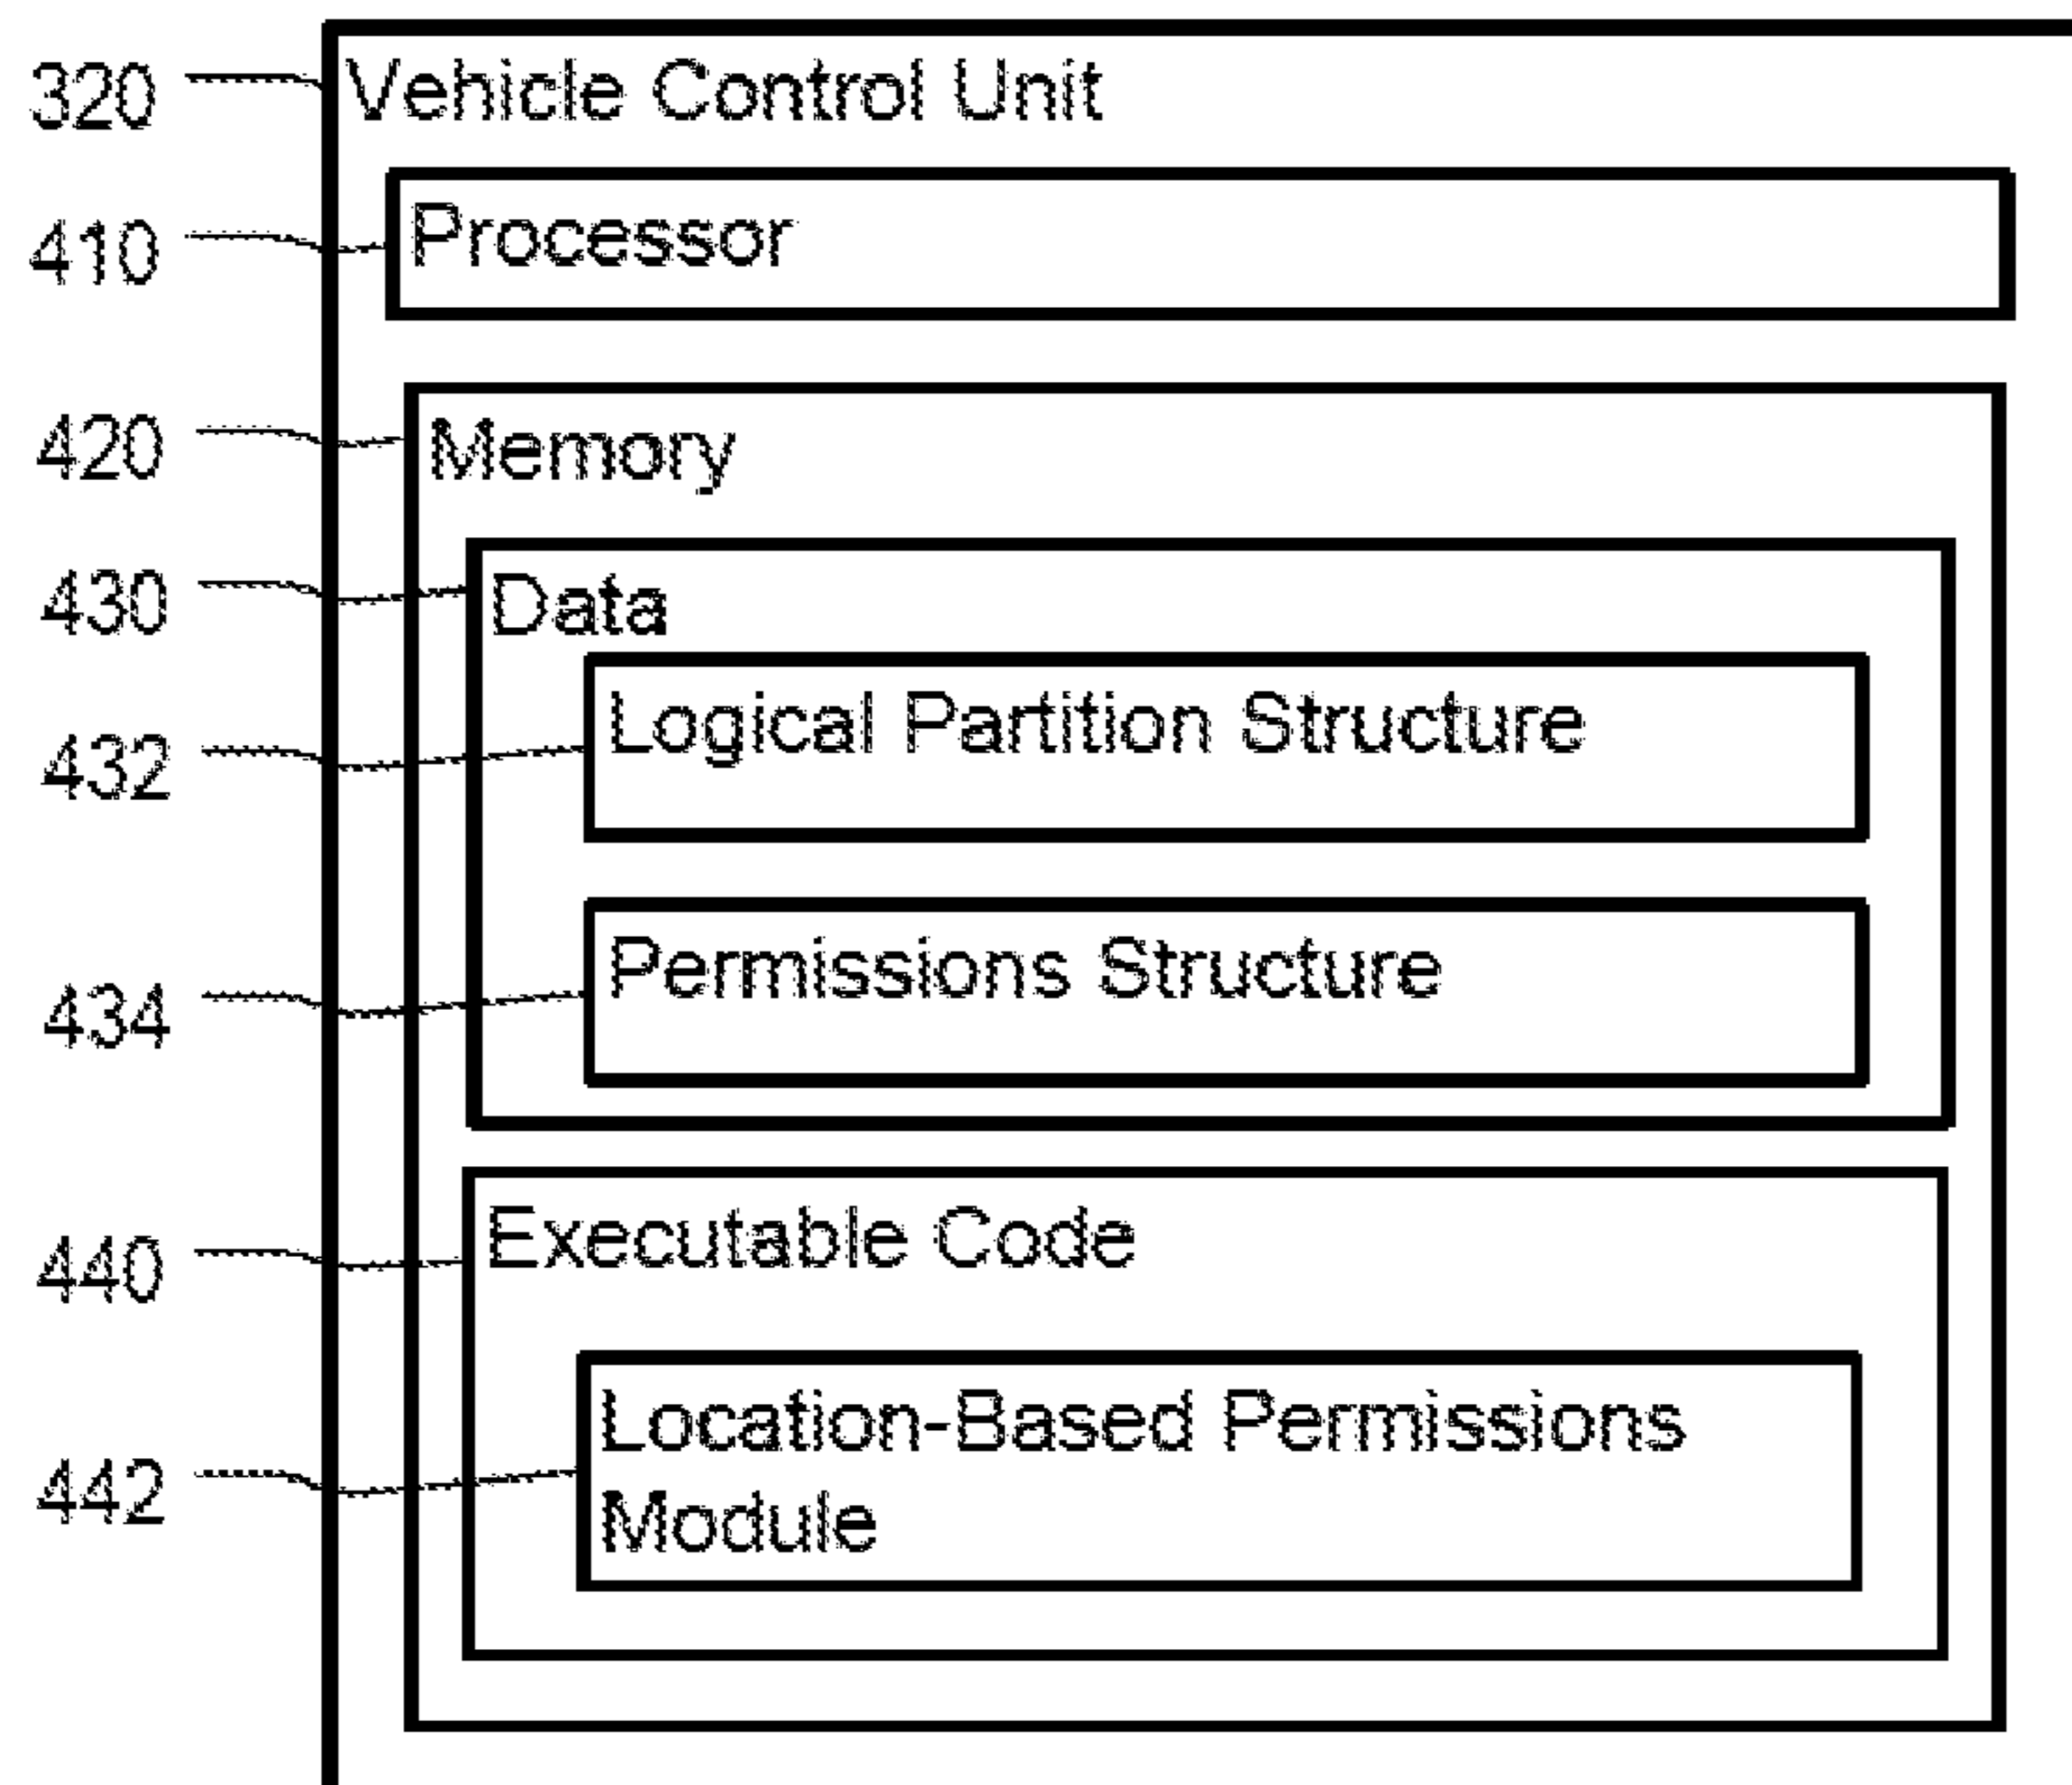 320 Vehicle Control Unit
410 Processor
420 Memory
430 Data
432 Logical Partition Structure
434 Permissions Structure
440 Executable Code
442 Location-Based Permissions
Module